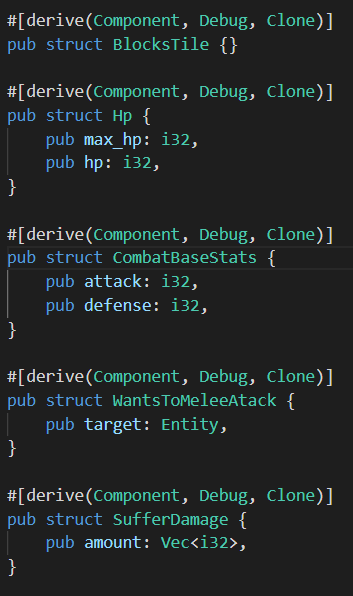 #[derive(Component, Debug, Clone)]
pub struct BlocksTile {}
#[derive(Component, Debug, Clone)]
pub struct Hp {
    pub max_hp: i32,
    pub hp: i32,
}
#[derive(Component, Debug, Clone)]
pub struct CombatBaseStats {
    pub attack: i32,
    pub defense: i32,
}
#[derive(Component, Debug, Clone)]
pub struct WantsToMeleeAtack {
    pub target: Entity,
}
#[derive(Component, Debug, Clone)]
pub struct SufferDamage {
    pub amount: Vec<i32>,
}